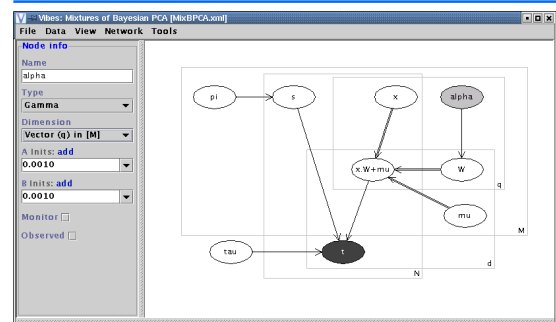 Vibes: Mixtures of Bayesian PCA [MixBPCA.xml]
File Data View Network Tools
Node info
Name
alpha
Type
Gamma
Dimension
Vector (q) in [M]
A Inits: add
0.0010
B Inits: add
0.0010
Monitor
Observed
pi
s
x
alpha
x.W+mu
W
q
mu
M
tau
t
d
N